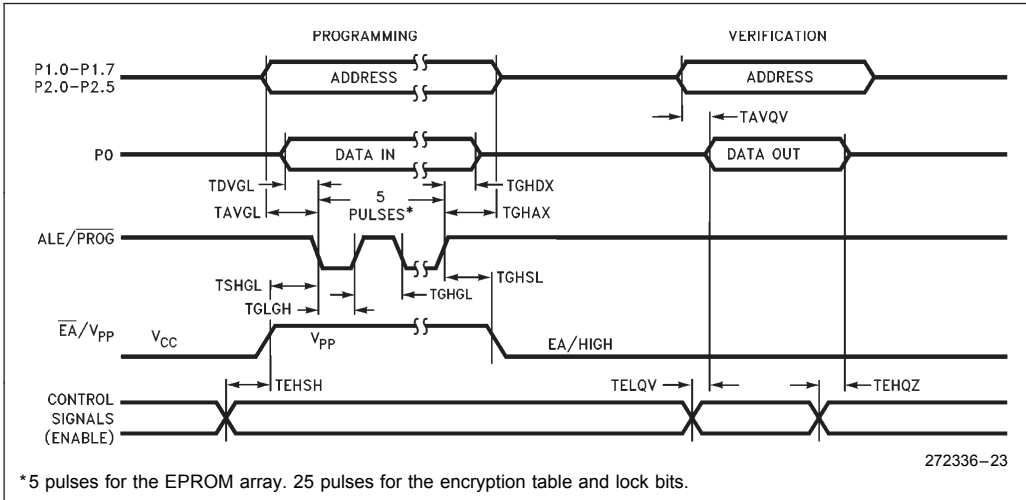 PROGRAMMING
VERIFICATION
P1.0–P1.7
P2.0–P2.5
ADDRESS
ADDRESS
TAVQV
P0
DATA IN
DATA OUT
TDVGL
TGHDX
5
PULSES*
TAVGL
TGHAX
ALE/PROG
TSHGL
TGHSL
TGHGL
TGLGH
EA/VPP
VCC
VPP
EA/HIGH
TEHSH
TELQV
TEHQZ
CONTROL
SIGNALS
(ENABLE)
272336–23
*5 pulses for the EPROM array. 25 pulses for the encryption table and lock bits.